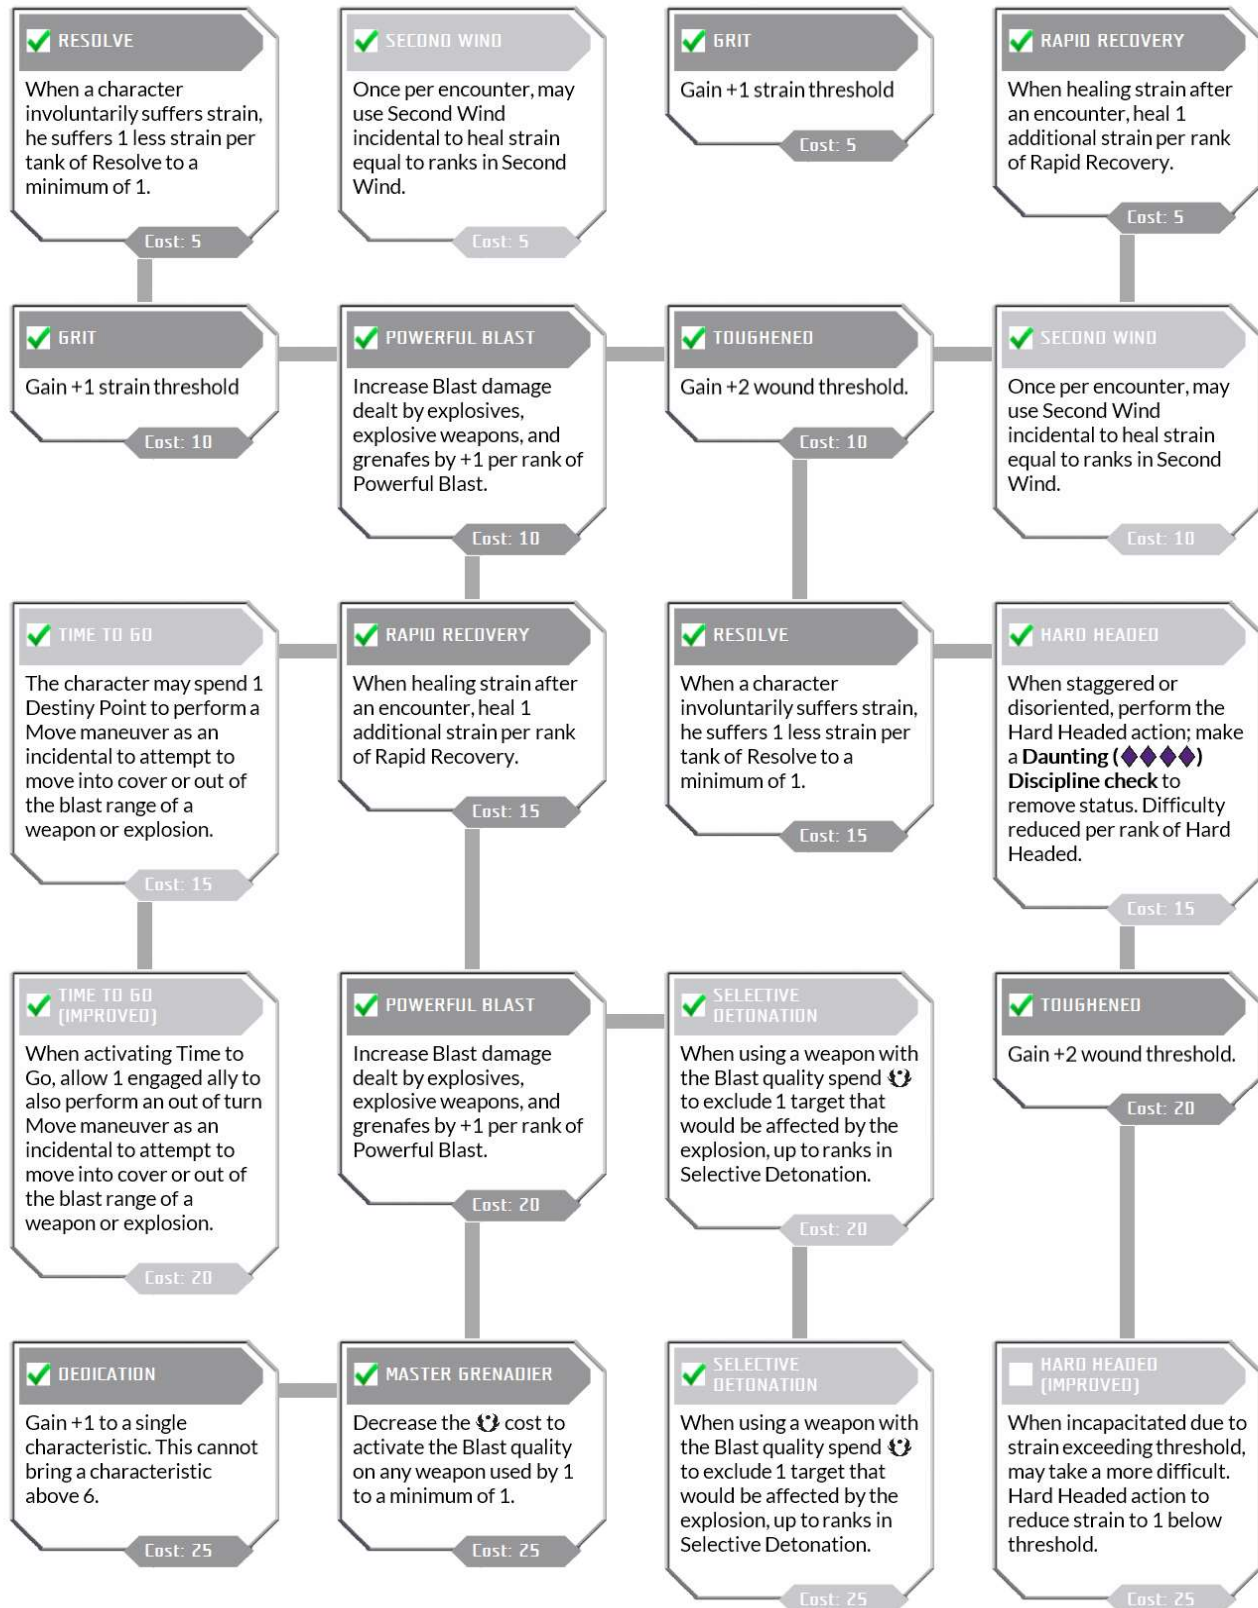 RESOLVE
When a character
involuntarily suffers strain,
he suffers 1 less strain per
tank of Resolve to a
minimum of 1.
Cost: 5
SECOND WIND
Once per encounter, may
use Second Wind
incidental to heal strain
equal to ranks in Second
Wind.
Cost: 5
GRIT
Gain +1 strain threshold
Cost: 5
RAPID RECOVERY
When healing strain after
an encounter, heal 1
additional strain per rank
of Rapid Recovery.
Cost: 5
GRIT
Gain +1 strain threshold
Cost: 10
POWERFUL BLAST
Increase Blast damage
dealt by explosives,
explosive weapons, and
grenafes by +1 per rank of
Powerful Blast.
Cost: 10
TOUGHENED
Gain +2 wound threshold.
Cost: 10
SECOND WIND
Once per encounter, may
use Second Wind
incidental to heal strain
equal to ranks in Second
Wind.
Cost: 10
TIME TO GO
The character may spend 1
Destiny Point to perform a
Move maneuver as an
incidental to attempt to
move into cover or out of
the blast range of a
weapon or explosion.
Cost: 15
RAPID RECOVERY
When healing strain after
an encounter, heal 1
additional strain per rank
of Rapid Recovery.
Cost: 15
RESOLVE
When a character
involuntarily suffers strain,
he suffers 1 less strain per
tank of Resolve to a
minimum of 1.
Cost: 15
HARD HEADED
When staggered or
disoriented, perform the
Hard Headed action; make
a Daunting (◆◆◆◆)
Discipline check to
remove status. Difficulty
reduced per rank of Hard
Headed.
Cost: 15
TIME TO GO
(IMPROVED)
When activating Time to
Go, allow 1 engaged ally to
also perform an out of turn
Move maneuver as an
incidental to attempt to
move into cover or out of
the blast range of a
weapon or explosion.
Cost: 20
POWERFUL BLAST
Increase Blast damage
dealt by explosives,
explosive weapons, and
grenafes by +1 per rank of
Powerful Blast.
Cost: 20
SELECTIVE
DETONATION
When using a weapon with
the Blast quality spend
to exclude 1 target that
would be affected by the
explosion, up to ranks in
Selective Detonation.
Cost: 20
TOUGHENED
Gain +2 wound threshold.
Cost: 20
DEDICATION
Gain +1 to a single
characteristic. This cannot
bring a characteristic
above 6.
Cost: 25
MASTER GRENADIER
Decrease the cost to
activate the Blast quality
on any weapon used by 1
to a minimum of 1.
Cost: 25
SELECTIVE
DETONATION
When using a weapon with
the Blast quality spend
to exclude 1 target that
would be affected by the
explosion, up to ranks in
Selective Detonation.
Cost: 25
HARD HEADED
(IMPROVED)
When incapacitated due to
strain exceeding threshold,
may take a more difficult.
Hard Headed action to
reduce strain to 1 below
threshold.
Cost: 25